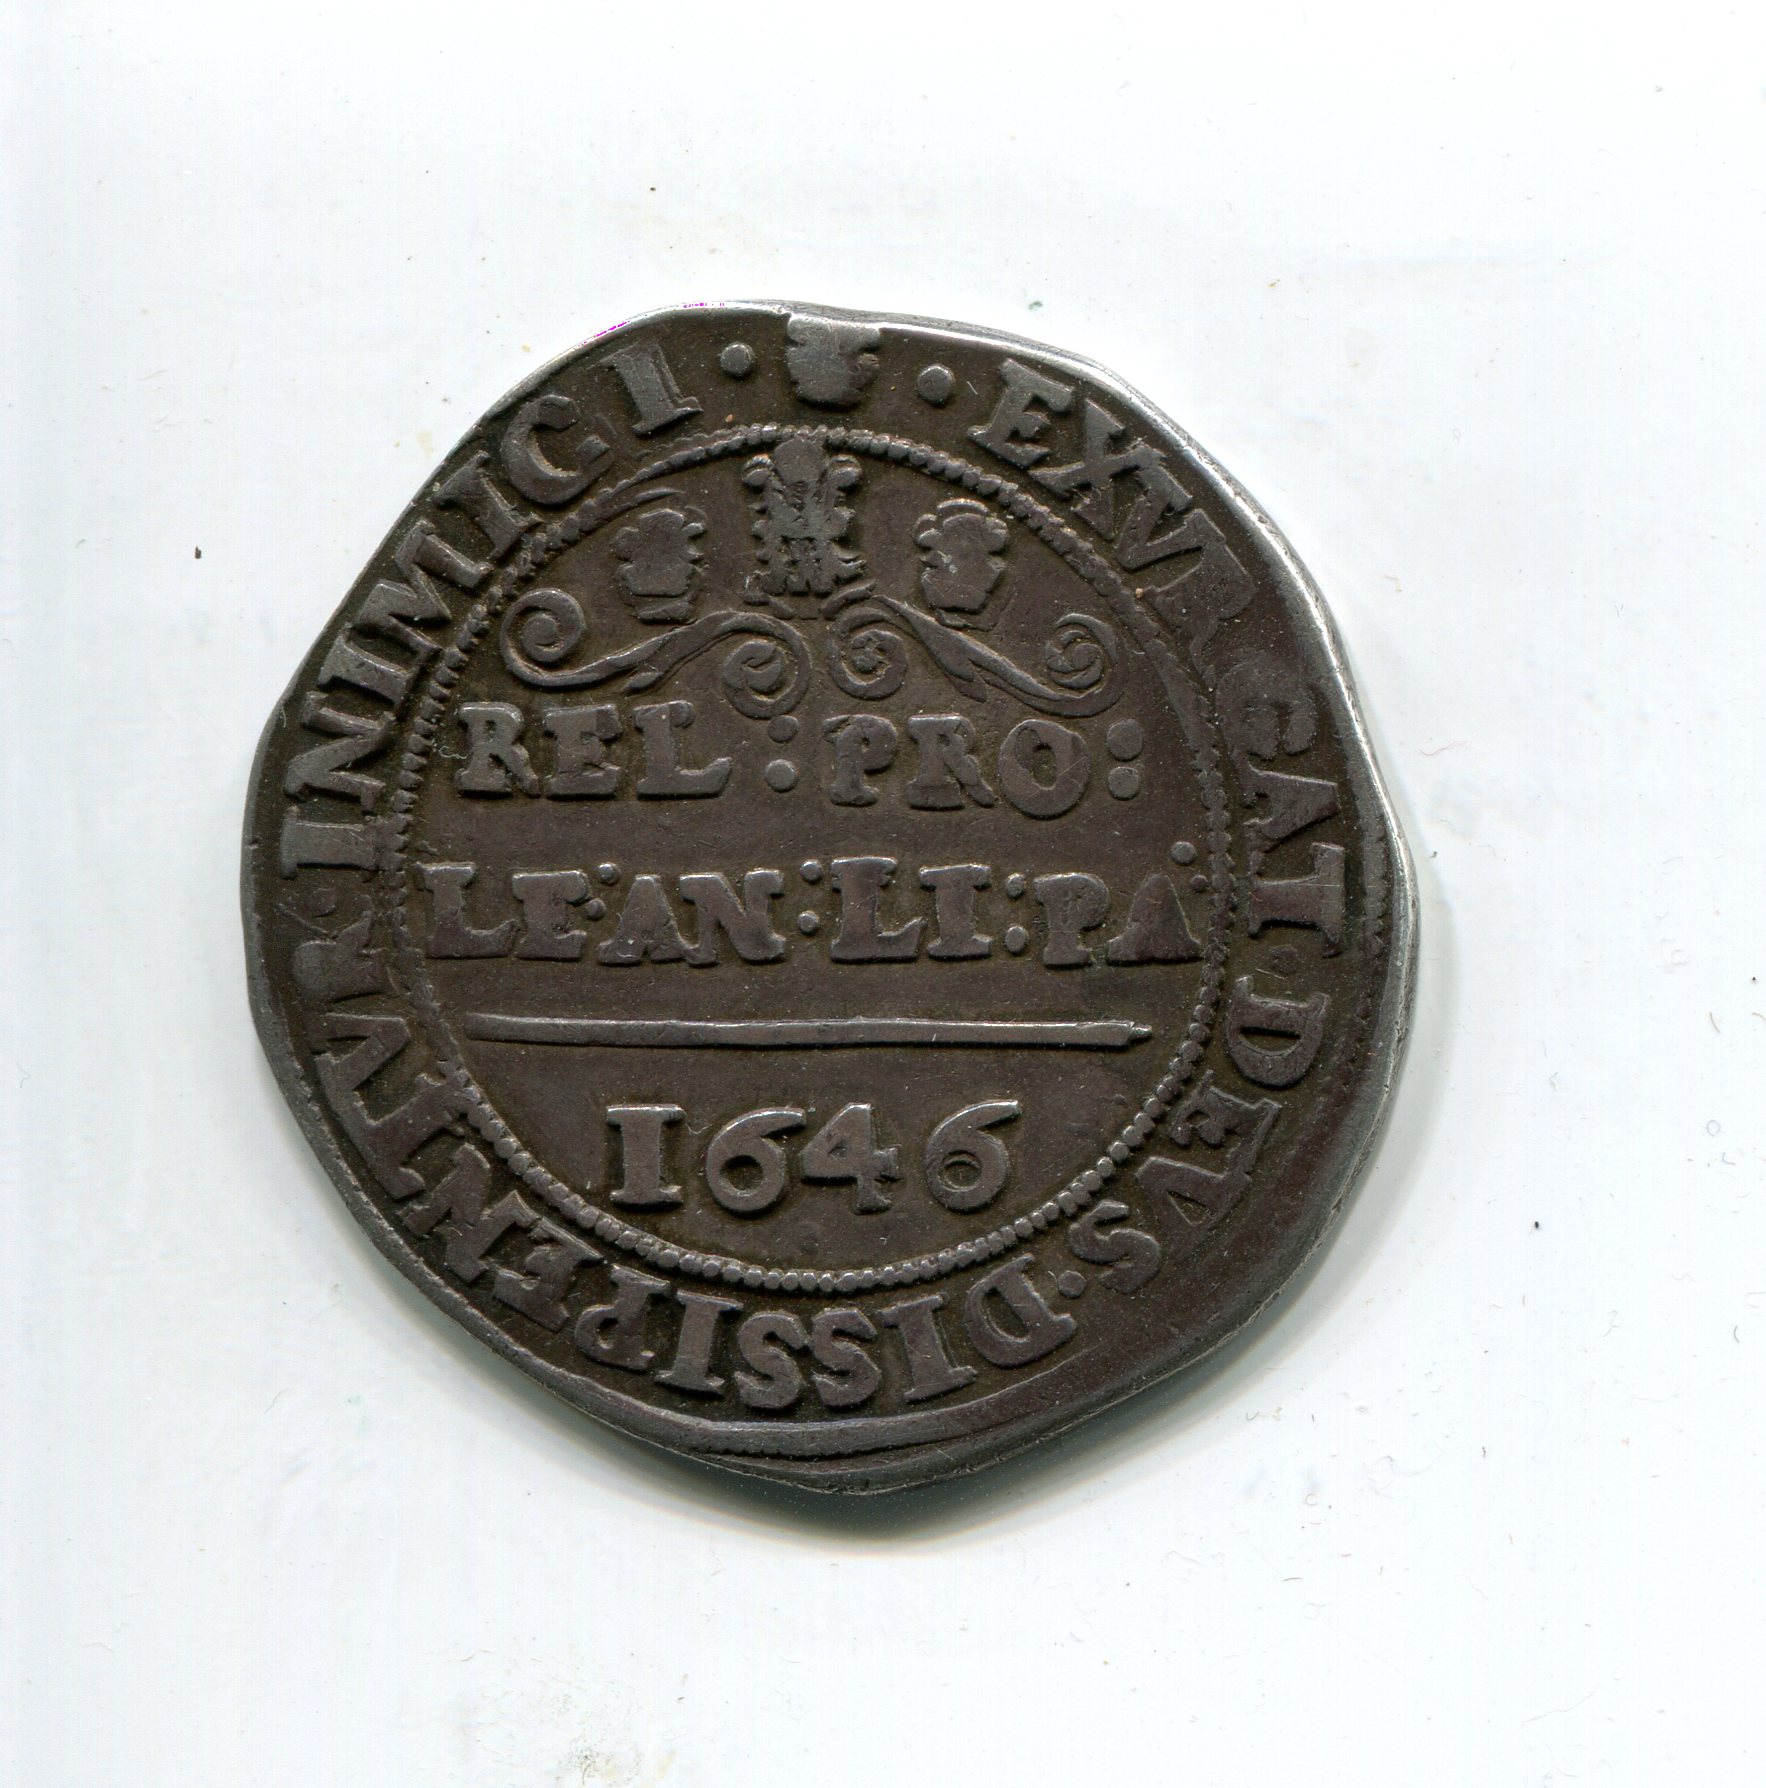 · EXVRGAT · DEVS · DISSIPENTVR · INIMICI ·
REL : PRO :
LE : AN : LI : PA :
1646